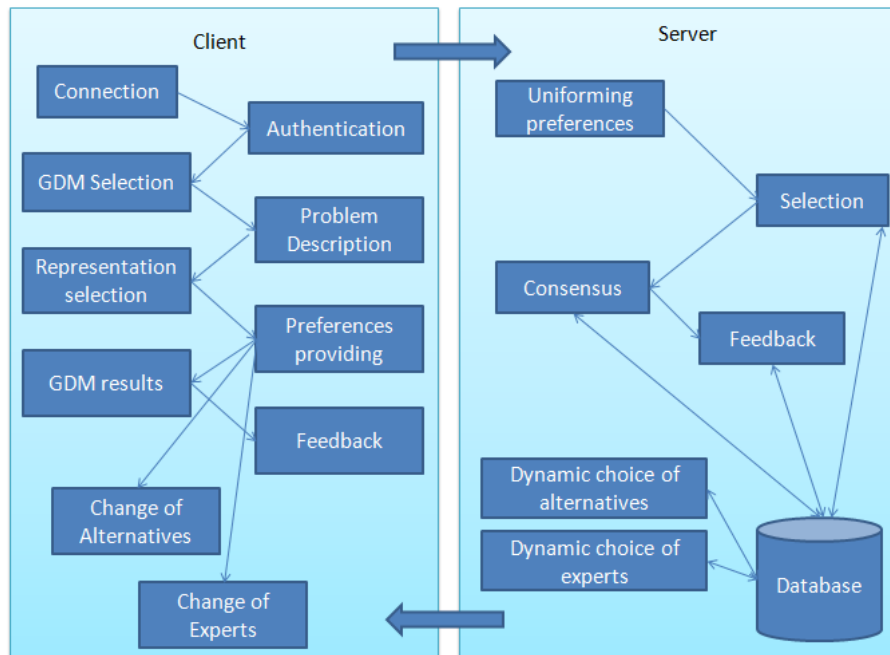 Client
Connection
Authentication
GDM Selection
Problem
Description
Representation
selection
Preferences
providing
GDM results
Feedback
Change of
Alternatives
Change of
Experts
Server
Uniforming
preferences
Selection
Consensus
Feedback
Dynamic choice of
alternatives
Dynamic choice of
experts
Database